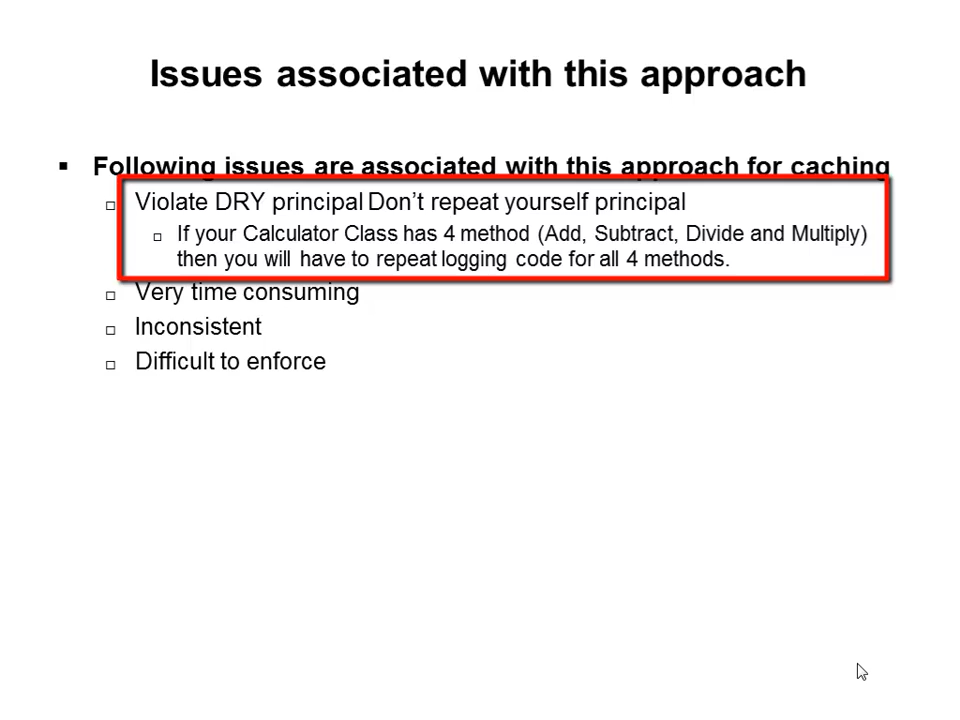 Issues associated with this approach
Following issues are associated with this approach for caching
Violate DRY principal Don't repeat yourself principal
If your Calculator Class has 4 method (Add, Subtract, Divide and Multiply)
then you will have to repeat logging code for all 4 methods.
Very time consuming
Inconsistent
Difficult to enforce